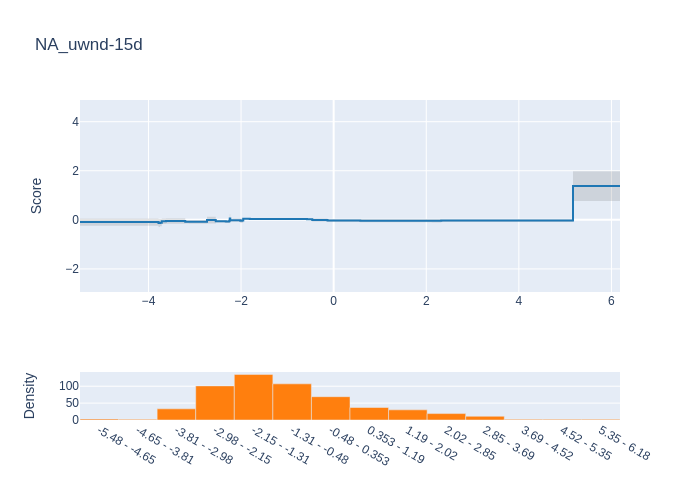 NA_uwnd-15d
Score
4
2
0
−2
−4
−2
0
2
4
6
Density
100
50
0
-5.48 - -4.65
-4.65 - -3.81
-3.81 - -2.98
-2.98 - -2.15
-2.15 - -1.31
-1.31 - -0.48
-0.48 - 0.353
0.353 - 1.19
1.19 - 2.02
2.02 - 2.85
2.85 - 3.69
3.69 - 4.52
4.52 - 5.35
5.35 - 6.18